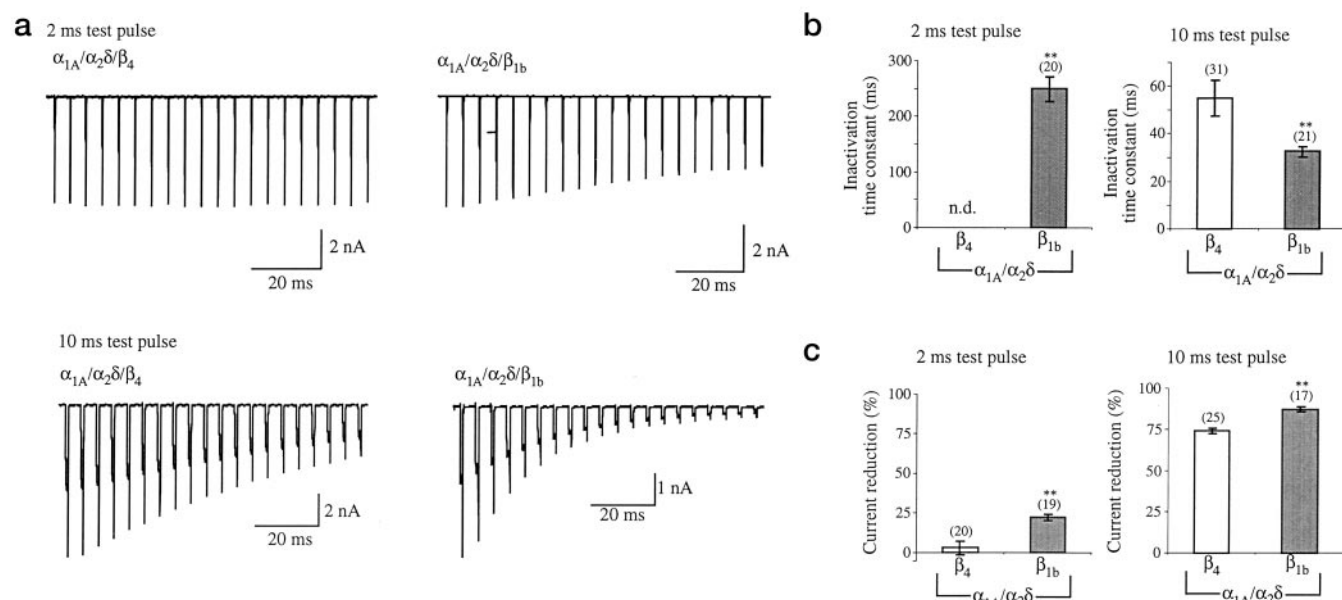 a
2 ms test pulse
α1A/α2δ/β4
α1A/α2δ/β1b
2 nA
20 ms
2 nA
20 ms
10 ms test pulse
α1A/α2δ/β4
α1A/α2δ/β1b
2 nA
20 ms
1 nA
20 ms
b
2 ms test pulse
Inactivation
time constant (ms)
300
250
200
150
100
50
0
n.d.
**
(20)
β4
β1b
α1A/α2δ
10 ms test pulse
Inactivation
time constant (ms)
60
40
20
0
(31)
**
(21)
β4
β1b
α1A/α2δ
c
2 ms test pulse
Current reduction (%)
100
75
50
25
0
(20)
**
(19)
β4
β1b
10 ms test pulse
Current reduction (%)
100
75
50
25
0
(25)
**
(17)
β4
β1b
α1A/α2δ